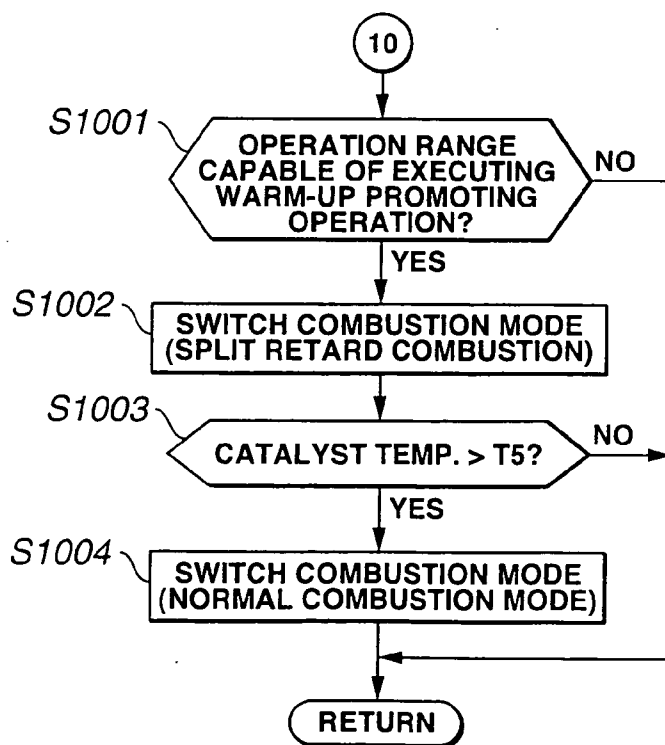 10
S1001
OPERATION RANGE
CAPABLE OF EXECUTING
WARM-UP PROMOTING
OPERATION?
NO
YES
S1002
SWITCH COMBUSTION MODE
(SPLIT RETARD COMBUSTION)
S1003
CATALYST TEMP. > T5?
NO
YES
S1004
SWITCH COMBUSTION MODE
(NORMAL COMBUSTION MODE)
RETURN